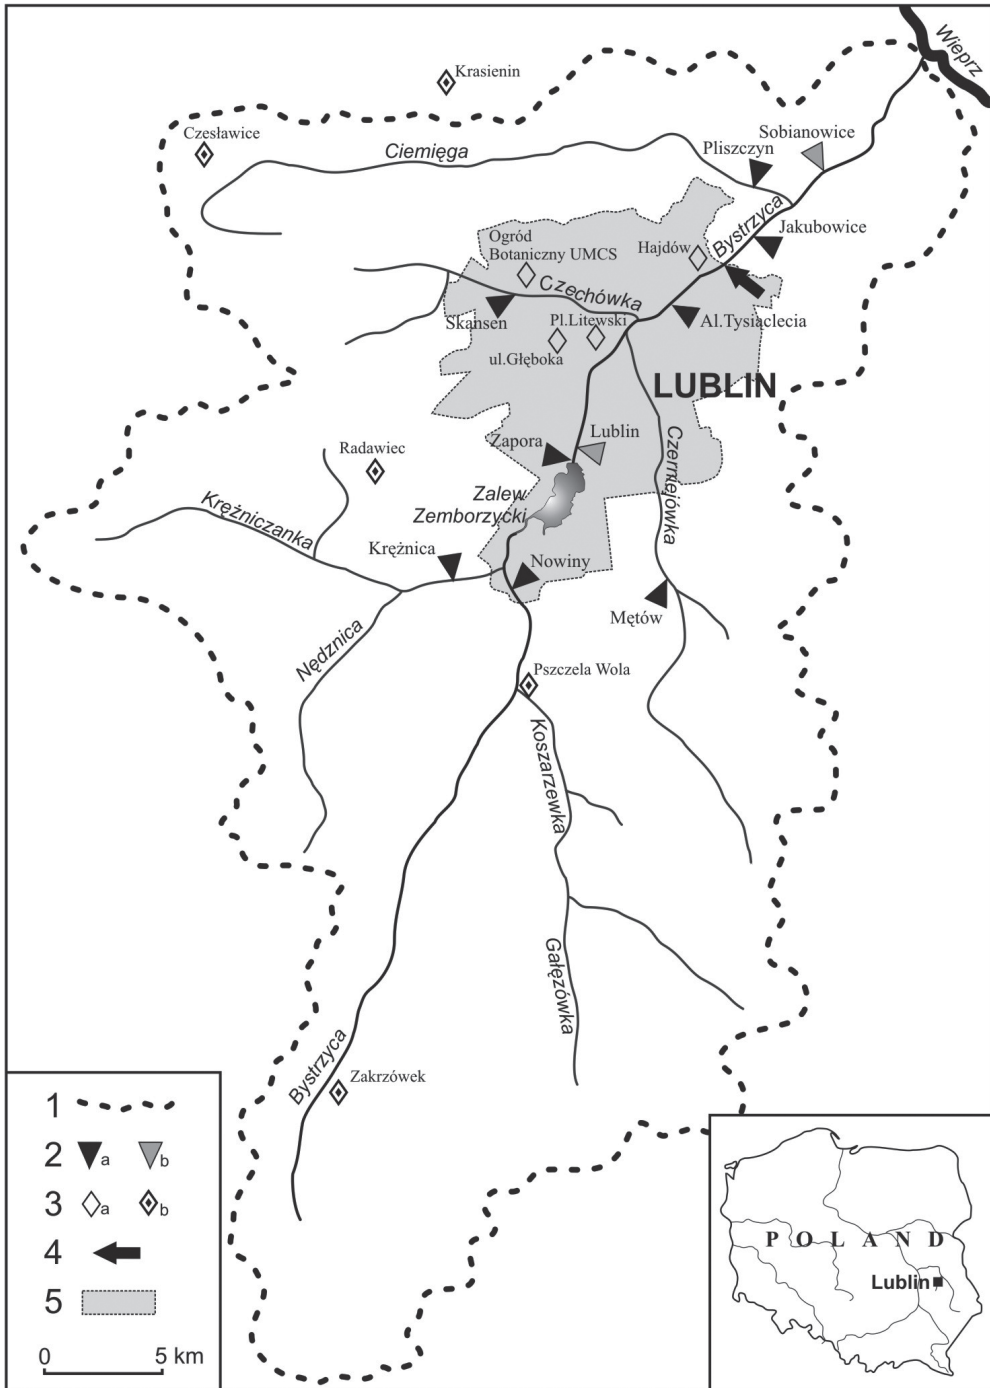 Wieprz
Krasienin
Czesławice
Ciemięga
Sobianowice
Pliszczyn
Bystrzyca
Jakubowice
Ogród
Botaniczny UMCS
Hajdów
Czechówka
Skansen
Pl.Litewski
Al.Tysiaclecia
ul.Głęboka
LUBLIN
Zapora
Lublin
Czerniejówka
Radawiec
Zalew
Zemborzycki
Krężniczanka
Krężnica
Nowiny
Mętów
Nędznica
Pszczela Wola
Koszarzewka
Gałęzówka
Bystrzyca
Zakrzówek
1
2 a b
3 a b
4
5
0 5 km
POLAND
Lublin